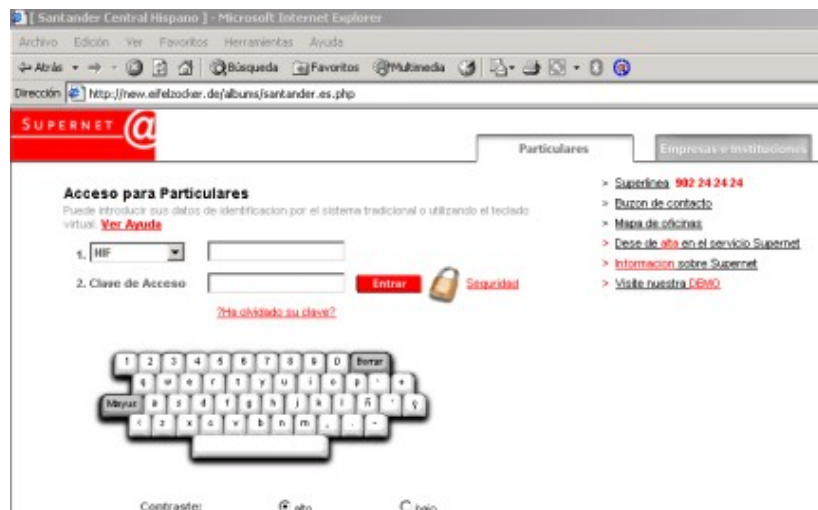 [ Santander Central Hispano ] - Microsoft Internet Explorer
Archivo Edición Ver Favoritos Herramientas Ayuda
Atrás Búsqueda Favoritos Multimedia
Dirección http://new.eifelzocker.de/albums/santander.es.php
SUPERNET @
Particulares Empresas e Instituciones
Acceso para Particulares
Puede introducir sus datos de identificacion por el sistema tradicional o utilizando el teclado
virtual. Ver Ayuda
1. NIF
2. Clave de Acceso Entrar Seguridad
?Ha olvidado su clave?
> Superlinea 902 24 24 24
> Buzon de contacto
> Mapa de oficinas
> Dese de alta en el servicio Supernet
> Informacion sobre Supernet
> Visite nuestra DEMO
1 2 3 4 5 6 7 8 9 0 Borrar
q w e r t y u i o p · +
Mayus a s d f g h j k l ñ ' ç
< z x c v b n m , . -
Contraste: alto bajo